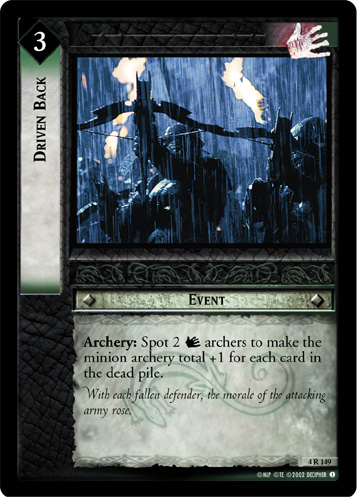 3
DRIVEN BACK
EVENT
Archery: Spot 2 archers to make the
minion archery total +1 for each card in
the dead pile.
With each fallen defender, the morale of the attacking
army rose.
4 R 149
©NLP ©TE ©2002 DECIPHER